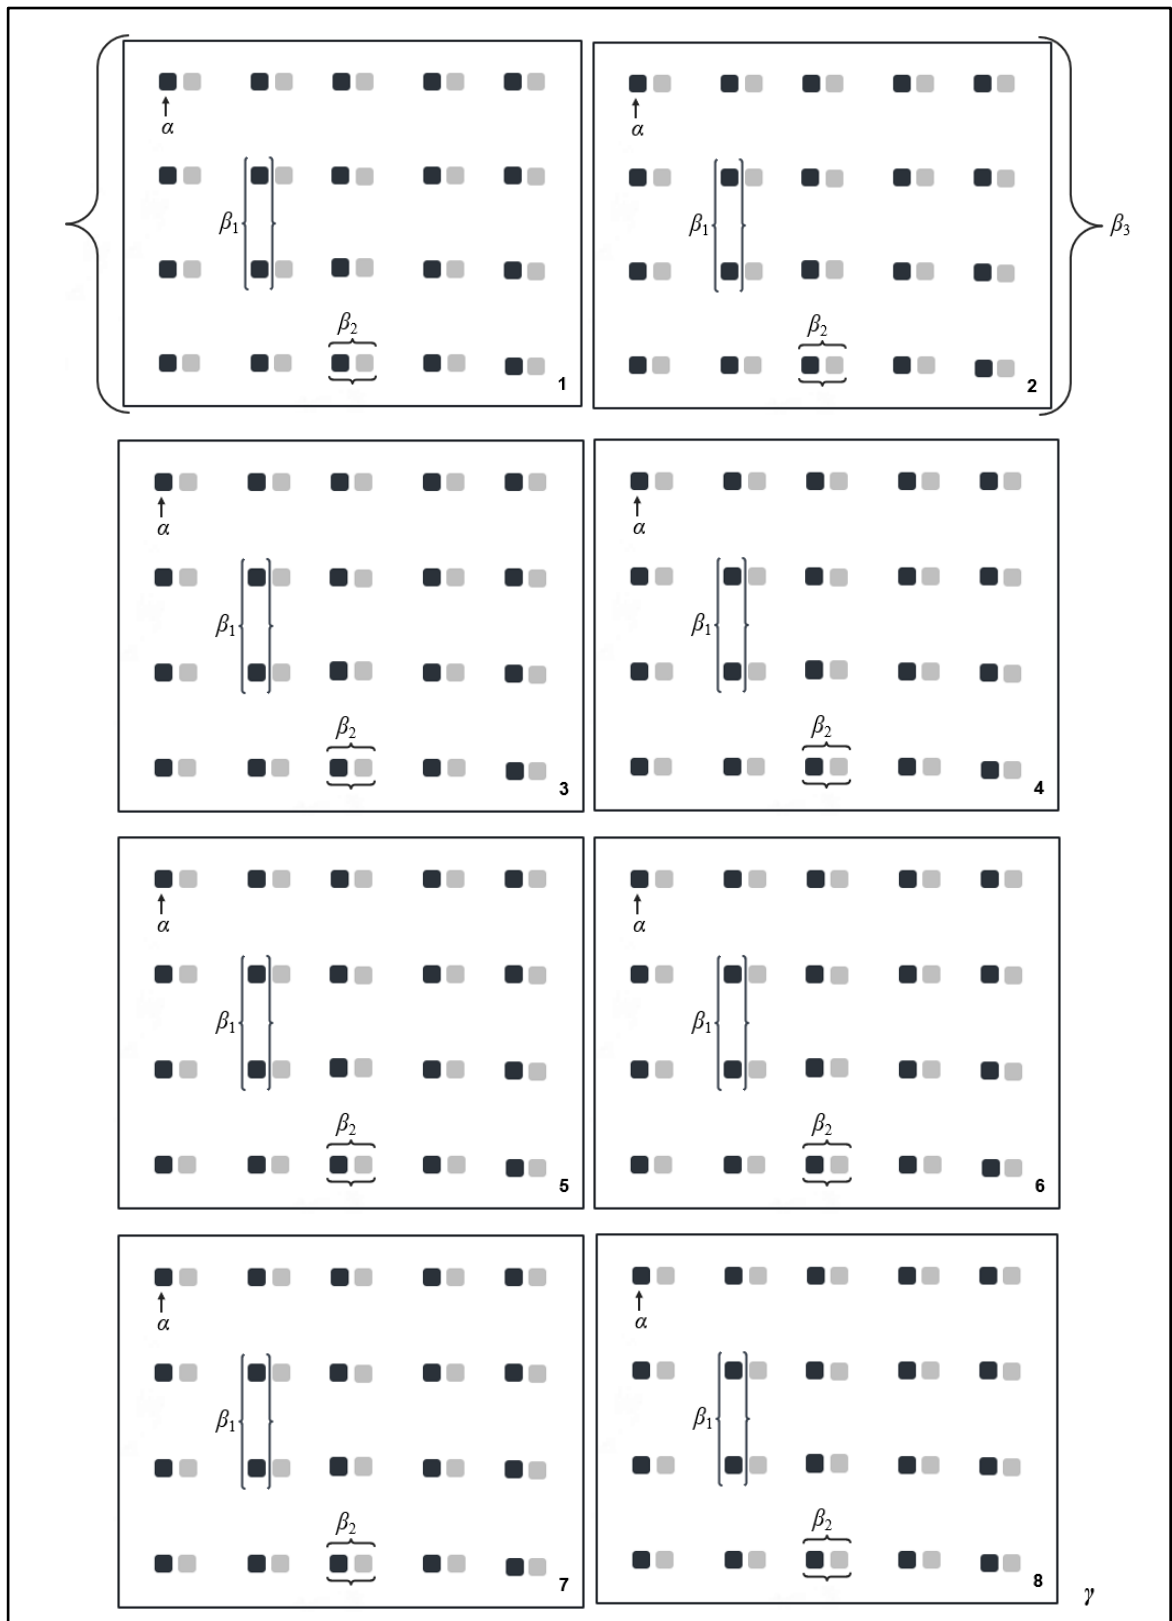 α α
β₁ β₁ β₃
β₂ β₂
1 2
α α
β₁ β₁
β₂ β₂
3 4
α α
β₁ β₁
β₂ β₂
5 6
α α
β₁ β₁
β₂ β₂
7 8 γ